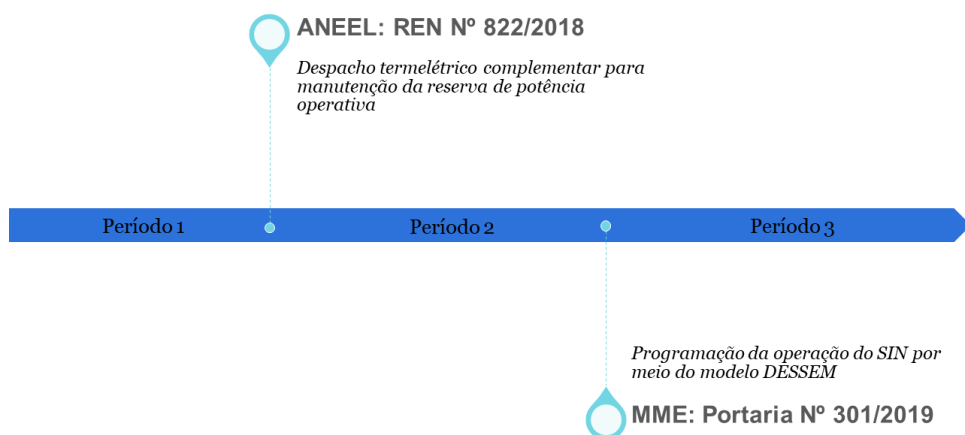 ANEEL: REN Nº 822/2018
Despacho termelétrico complementar para
manutenção da reserva de potência
operativa
Período 1
Período 2
Período 3
Programação da operação do SIN por
meio do modelo DESSEM
MME: Portaria Nº 301/2019